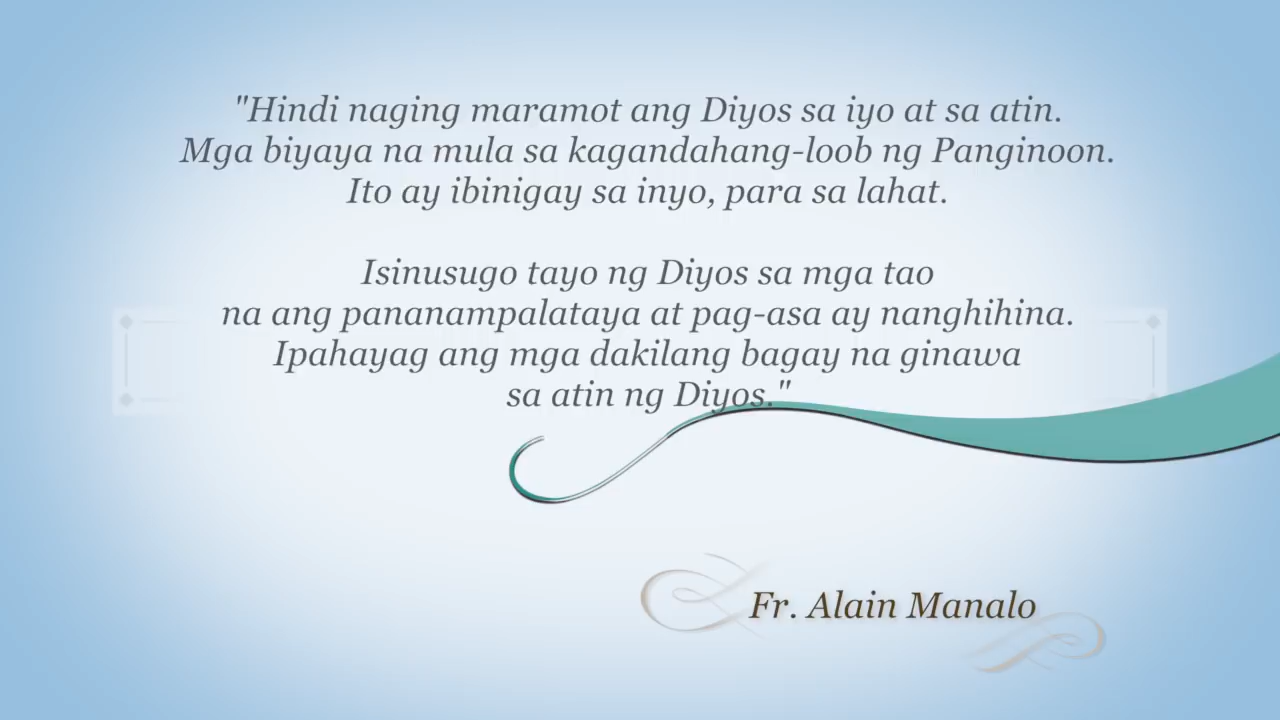 "Hindi naging maramot ang Diyos sa iyo at sa atin.
Mga biyaya na mula sa kagandahang-loob ng Panginoon.
Ito ay ibinigay sa inyo, para sa lahat.
Isinusugo tayo ng Diyos sa mga tao
na ang pananampalataya at pag-asa ay nanghihina.
Ipahayag ang mga dakilang bagay na ginawa
sa atin ng Diyos."
Fr. Alain Manalo